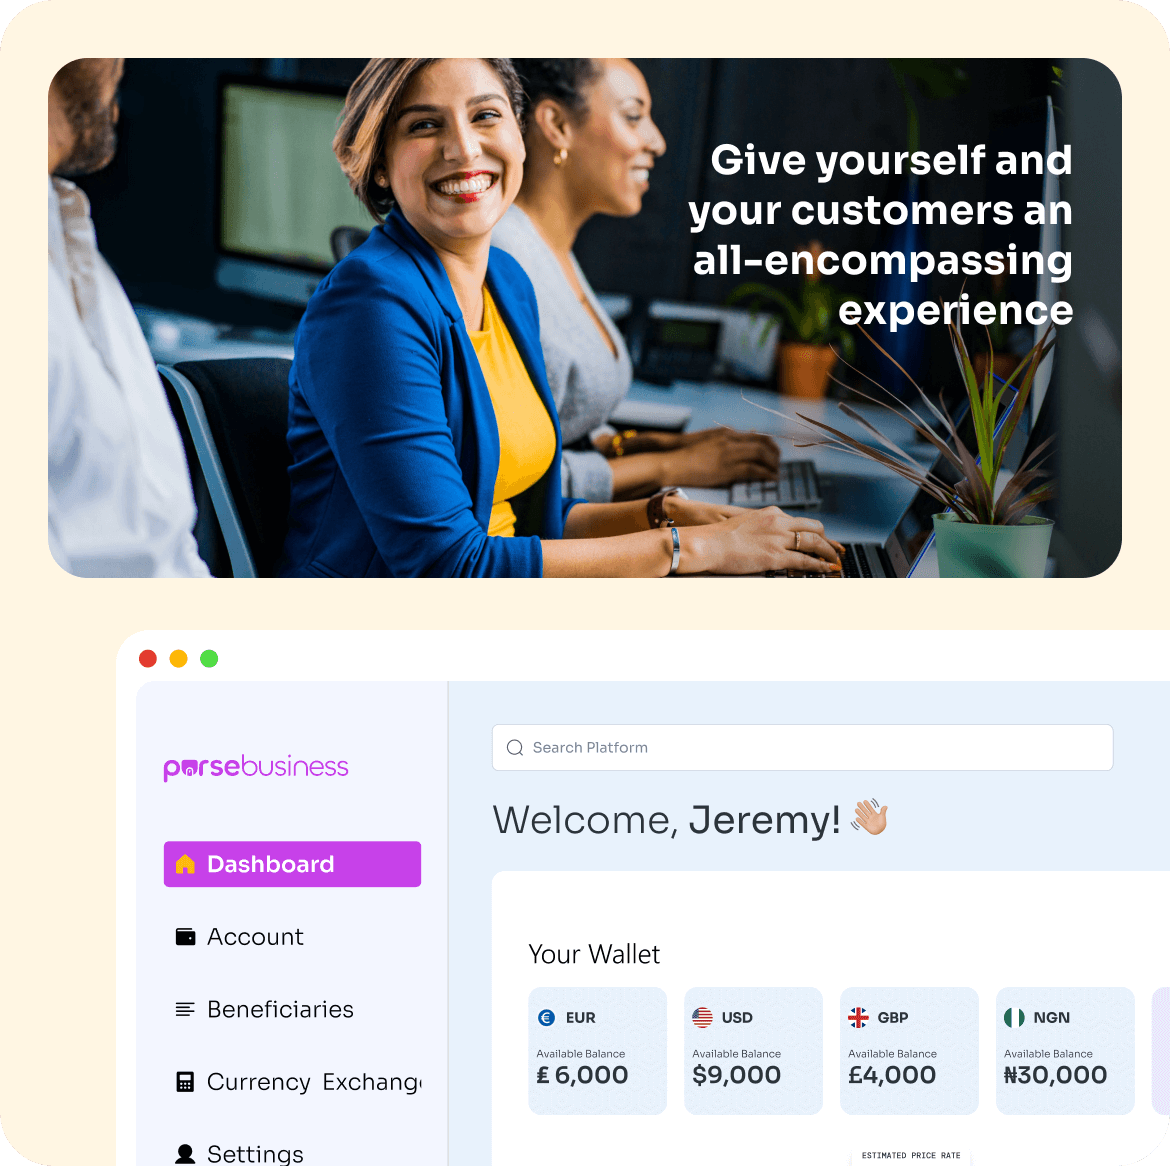 Give yourself and
your customers an
all-encompassing
experience
Search Platform
pursebusiness
Welcome, Jeremy! 👋🏼
Dashboard
Account
Beneficiaries
Currency Exchang
Settings
Your Wallet
EUR
Available Balance
₤ 6,000
USD
Available Balance
$9,000
GBP
Available Balance
£4,000
NGN
Available Balance
₦30,000
ESTIMATED PRICE RATE